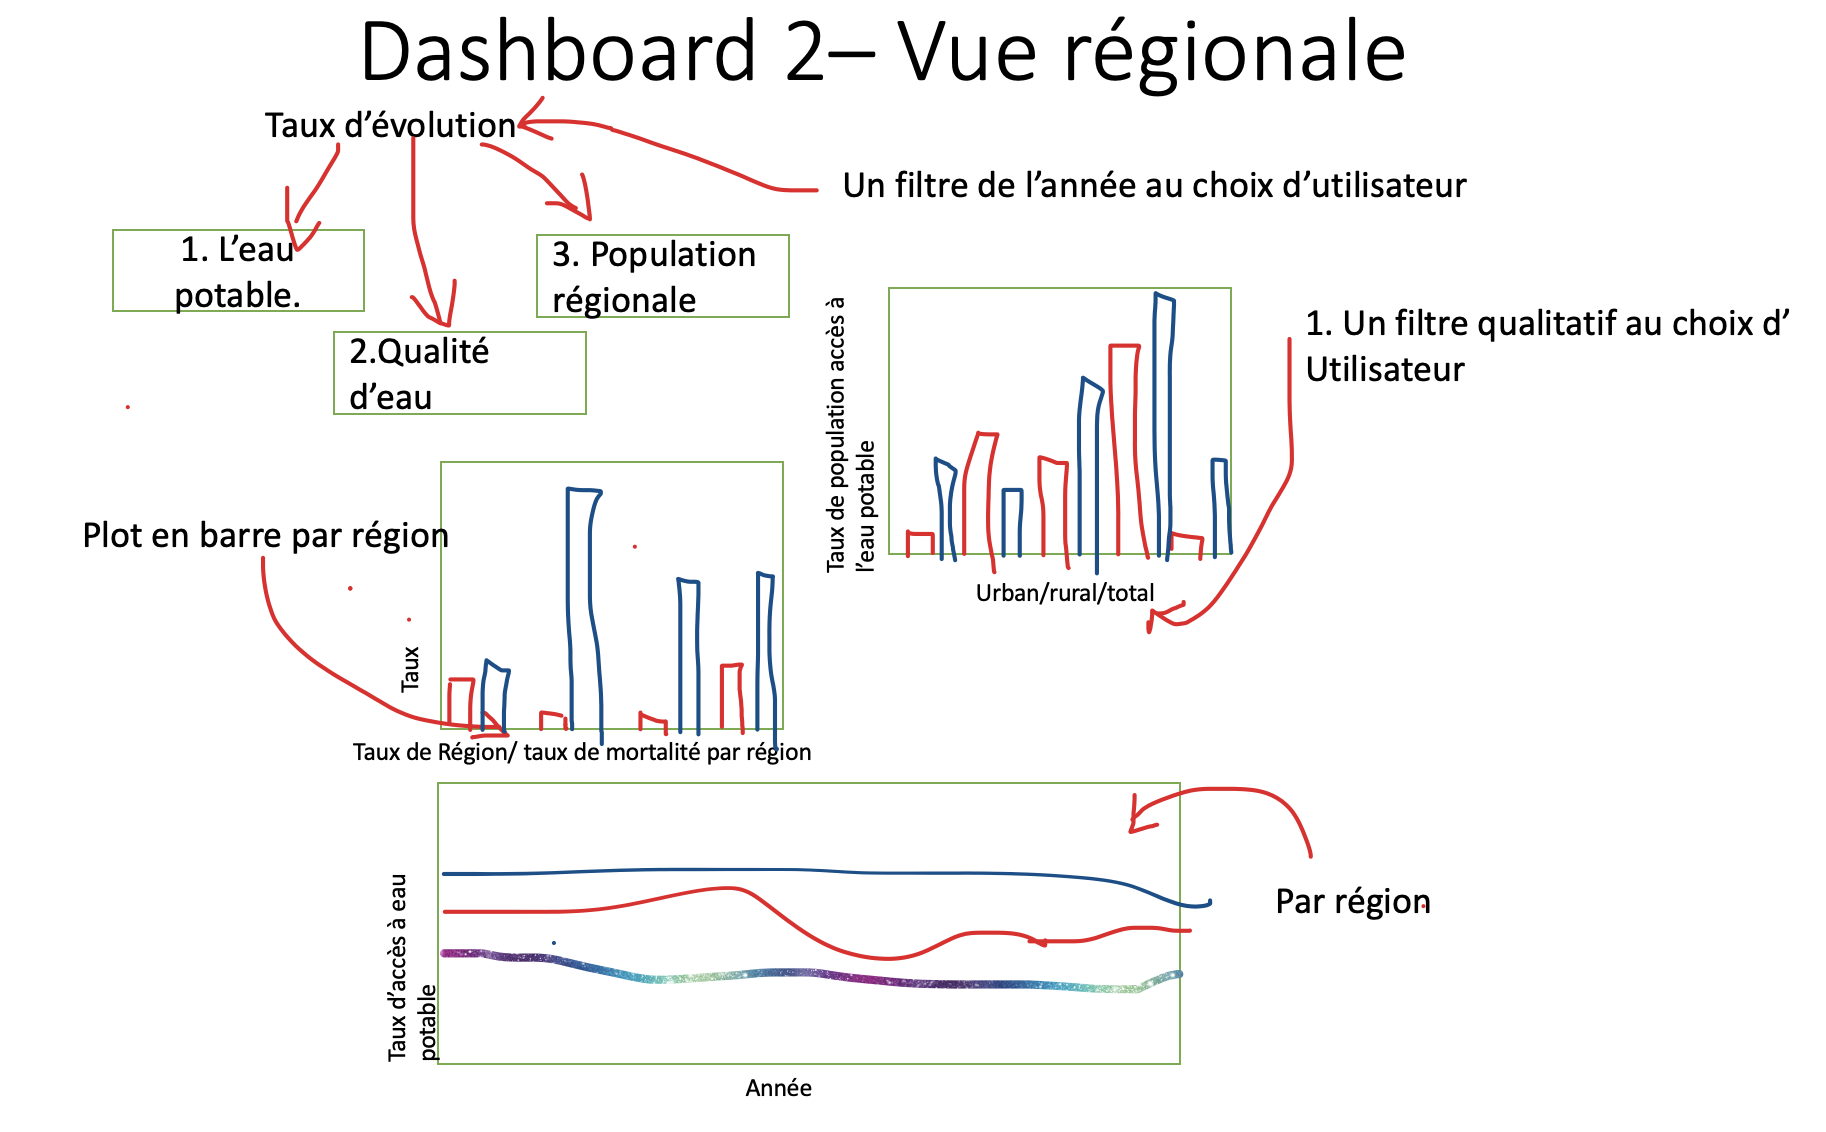 Dashboard 2– Vue régionale
Taux d’évolution
Un filtre de l’année au choix d’utilisateur
1. L’eau
potable.
3. Population
régionale
2.Qualité
d’eau
1. Un filtre qualitatif au choix d’
Utilisateur
Taux de population accès à
l’eau potable
Urban/rural/total
Plot en barre par région
Taux
Taux de Région/ taux de mortalité par région
Par région
Taux d’accès à eau
potable
Année